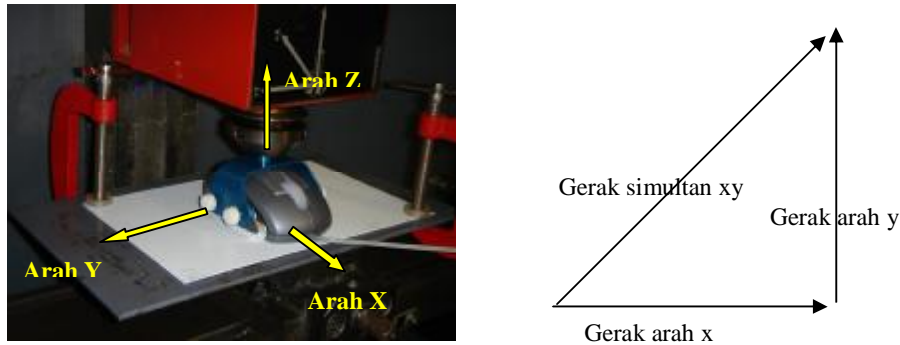 Arah Z
Arah Y
Arah X
Gerak simultan xy
Gerak arah y
Gerak arah x